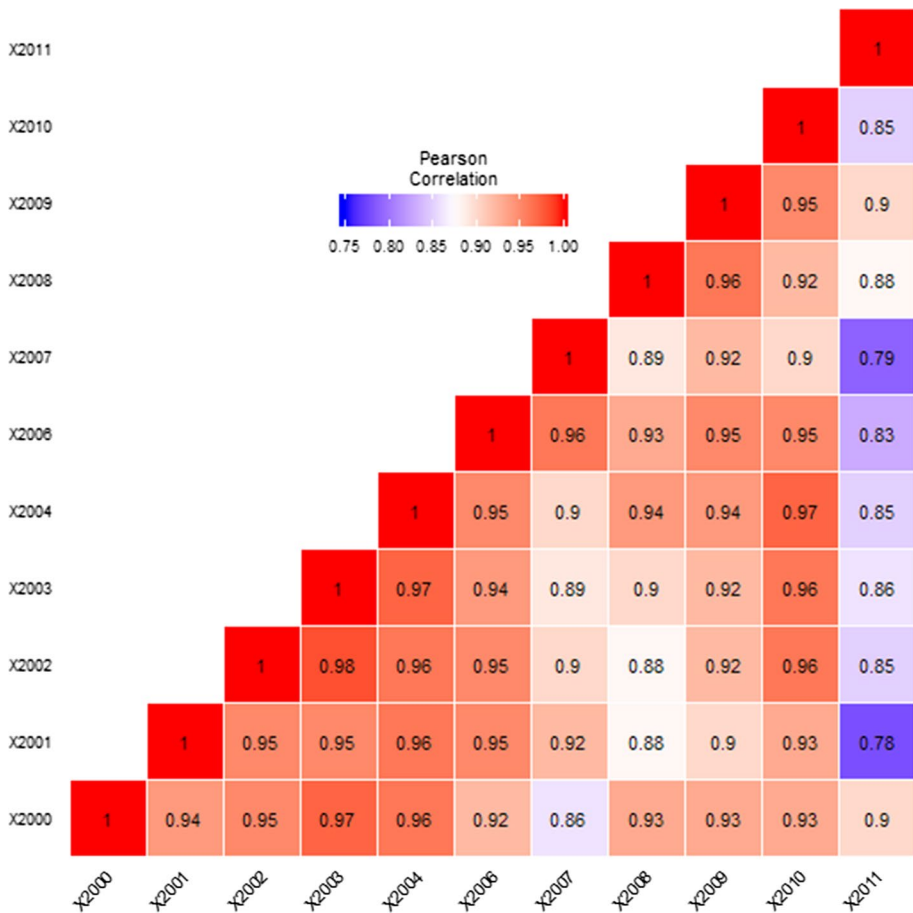 X2011 1
X2010 1 0.85
Pearson
Correlation
0.75 0.80 0.85 0.90 0.95 1.00
X2009 1 0.95 0.9
X2008 1 0.96 0.92 0.88
X2007 1 0.89 0.92 0.9 0.79
X2006 1 0.96 0.93 0.95 0.95 0.83
X2004 1 0.95 0.9 0.94 0.94 0.97 0.85
X2003 1 0.97 0.94 0.89 0.9 0.92 0.96 0.86
X2002 1 0.98 0.96 0.95 0.9 0.88 0.92 0.96 0.85
X2001 1 0.95 0.95 0.96 0.95 0.92 0.88 0.9 0.93 0.78
X2000 1 0.94 0.95 0.97 0.96 0.92 0.86 0.93 0.93 0.93 0.9
X2000 X2001 X2002 X2003 X2004 X2006 X2007 X2008 X2009 X2010 X2011